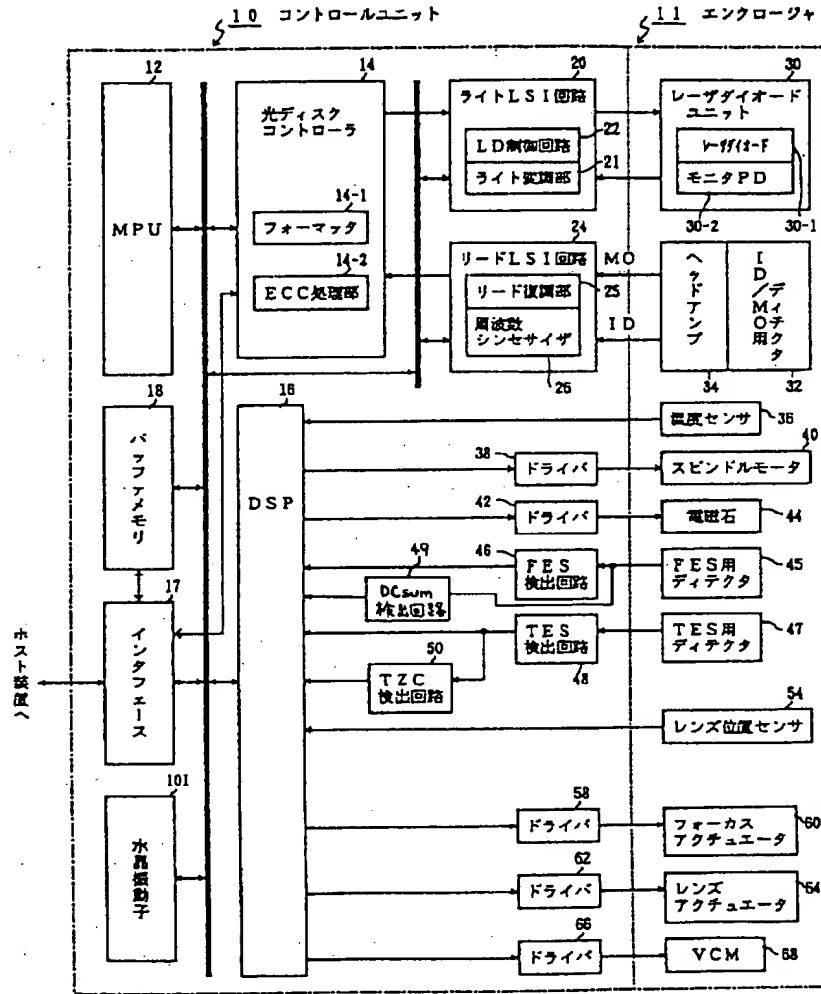 10 コントロールユニット
11 エンクロージャ
12
MPU
14
光ディスク
コントローラ
14-1
フォーマッタ
14-2
ECC処理部
20
ライトLSI回路
22
LD制御回路
21
ライト変調部
30
レーザダイオード
ユニット
レーザダイオード
モニタPD
30-2
30-1
24
リードLSI回路
リード復調部
25
周波数
シンセサイザ
26
MO
ID
ヘッドアンプ
34
ID/MO用
ディテクタ
32
18
バッファメモリ
16
DSP
温度センサ
36
38
ドライバ
スピンドルモータ
40
42
ドライバ
電磁石
44
46
FES
検出回路
FES用
ディテクタ
45
49
DCsum
検出回路
TES
検出回路
48
TES用
ディテクタ
47
50
TZC
検出回路
17
インタフェース
ホスト装置へ
54
レンズ位置センサ
101
水晶振動子
58
ドライバ
フォーカス
アクチュエータ
60
62
ドライバ
レンズ
アクチュエータ
64
66
ドライバ
VCM
68